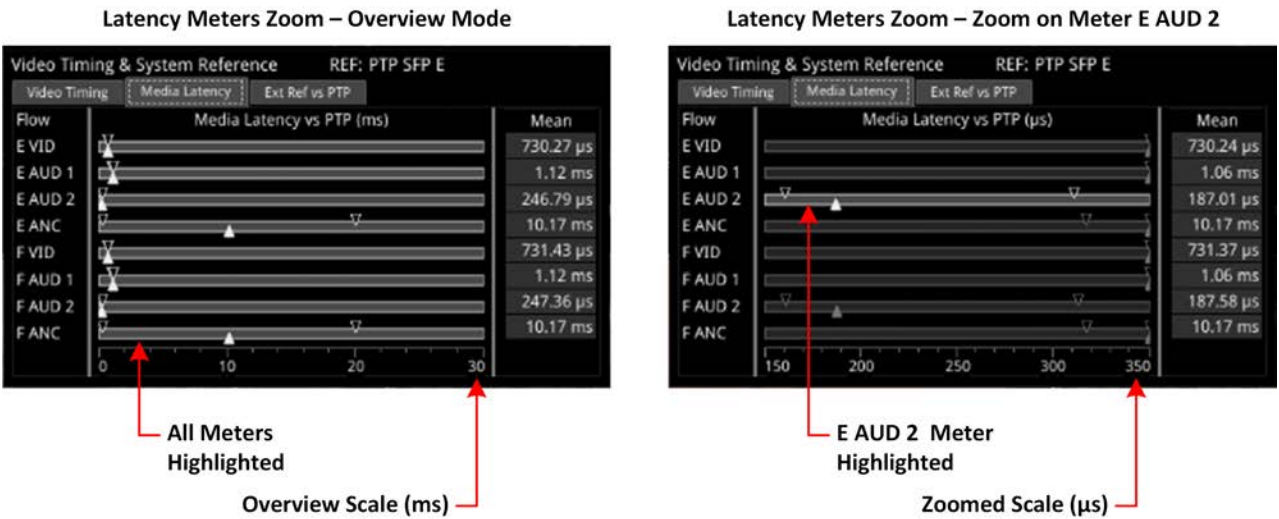 Latency Meters Zoom – Overview Mode
Video Timing & System Reference REF: PTP SFP E
Video Timing Media Latency Ext Ref vs PTP
Flow Media Latency vs PTP (ms) Mean
E VID 730.27 µs
E AUD 1 1.12 ms
E AUD 2 246.79 µs
E ANC 10.17 ms
F VID 731.43 µs
F AUD 1 1.12 ms
F AUD 2 247.36 µs
F ANC 10.17 ms
0 10 20 30
All Meters
Highlighted
Overview Scale (ms)
Latency Meters Zoom – Zoom on Meter E AUD 2
Video Timing & System Reference REF: PTP SFP E
Video Timing Media Latency Ext Ref vs PTP
Flow Media Latency vs PTP (µs) Mean
E VID 730.24 µs
E AUD 1 1.06 ms
E AUD 2 187.01 µs
E ANC 10.17 ms
F VID 731.37 µs
F AUD 1 1.06 ms
F AUD 2 187.58 µs
F ANC 10.17 ms
150 200 250 300 350
E AUD 2 Meter
Highlighted
Zoomed Scale (µs)